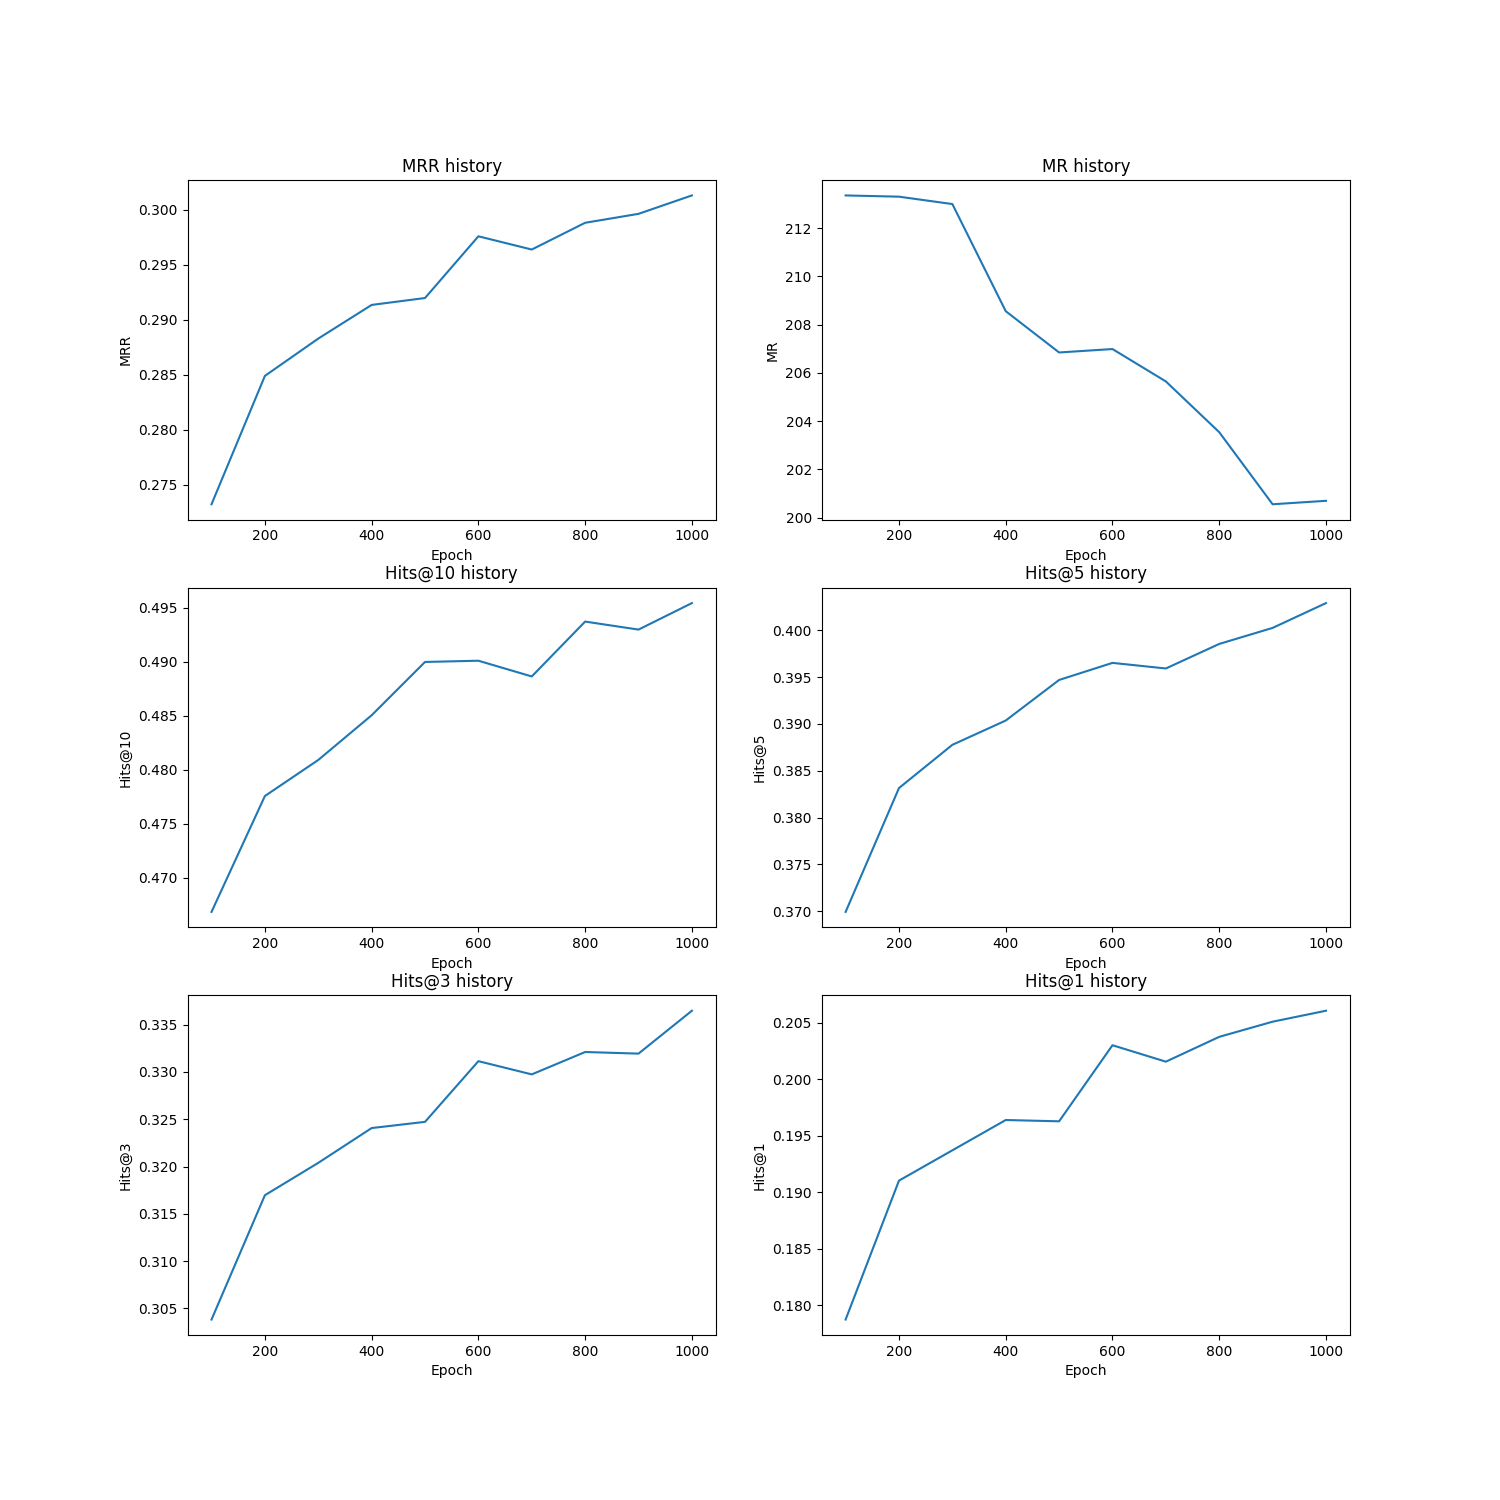 MRR history
MRR
0.300
0.295
0.290
0.285
0.280
0.275
200 400 600 800 1000
Epoch
MR history
MR
212
210
208
206
204
202
200
200 400 600 800 1000
Epoch
Hits@10 history
Hits@10
0.495
0.490
0.485
0.480
0.475
0.470
200 400 600 800 1000
Epoch
Hits@5 history
Hits@5
0.400
0.395
0.390
0.385
0.380
0.375
0.370
200 400 600 800 1000
Epoch
Hits@3 history
Hits@3
0.335
0.330
0.325
0.320
0.315
0.310
0.305
200 400 600 800 1000
Epoch
Hits@1 history
Hits@1
0.205
0.200
0.195
0.190
0.185
0.180
200 400 600 800 1000
Epoch